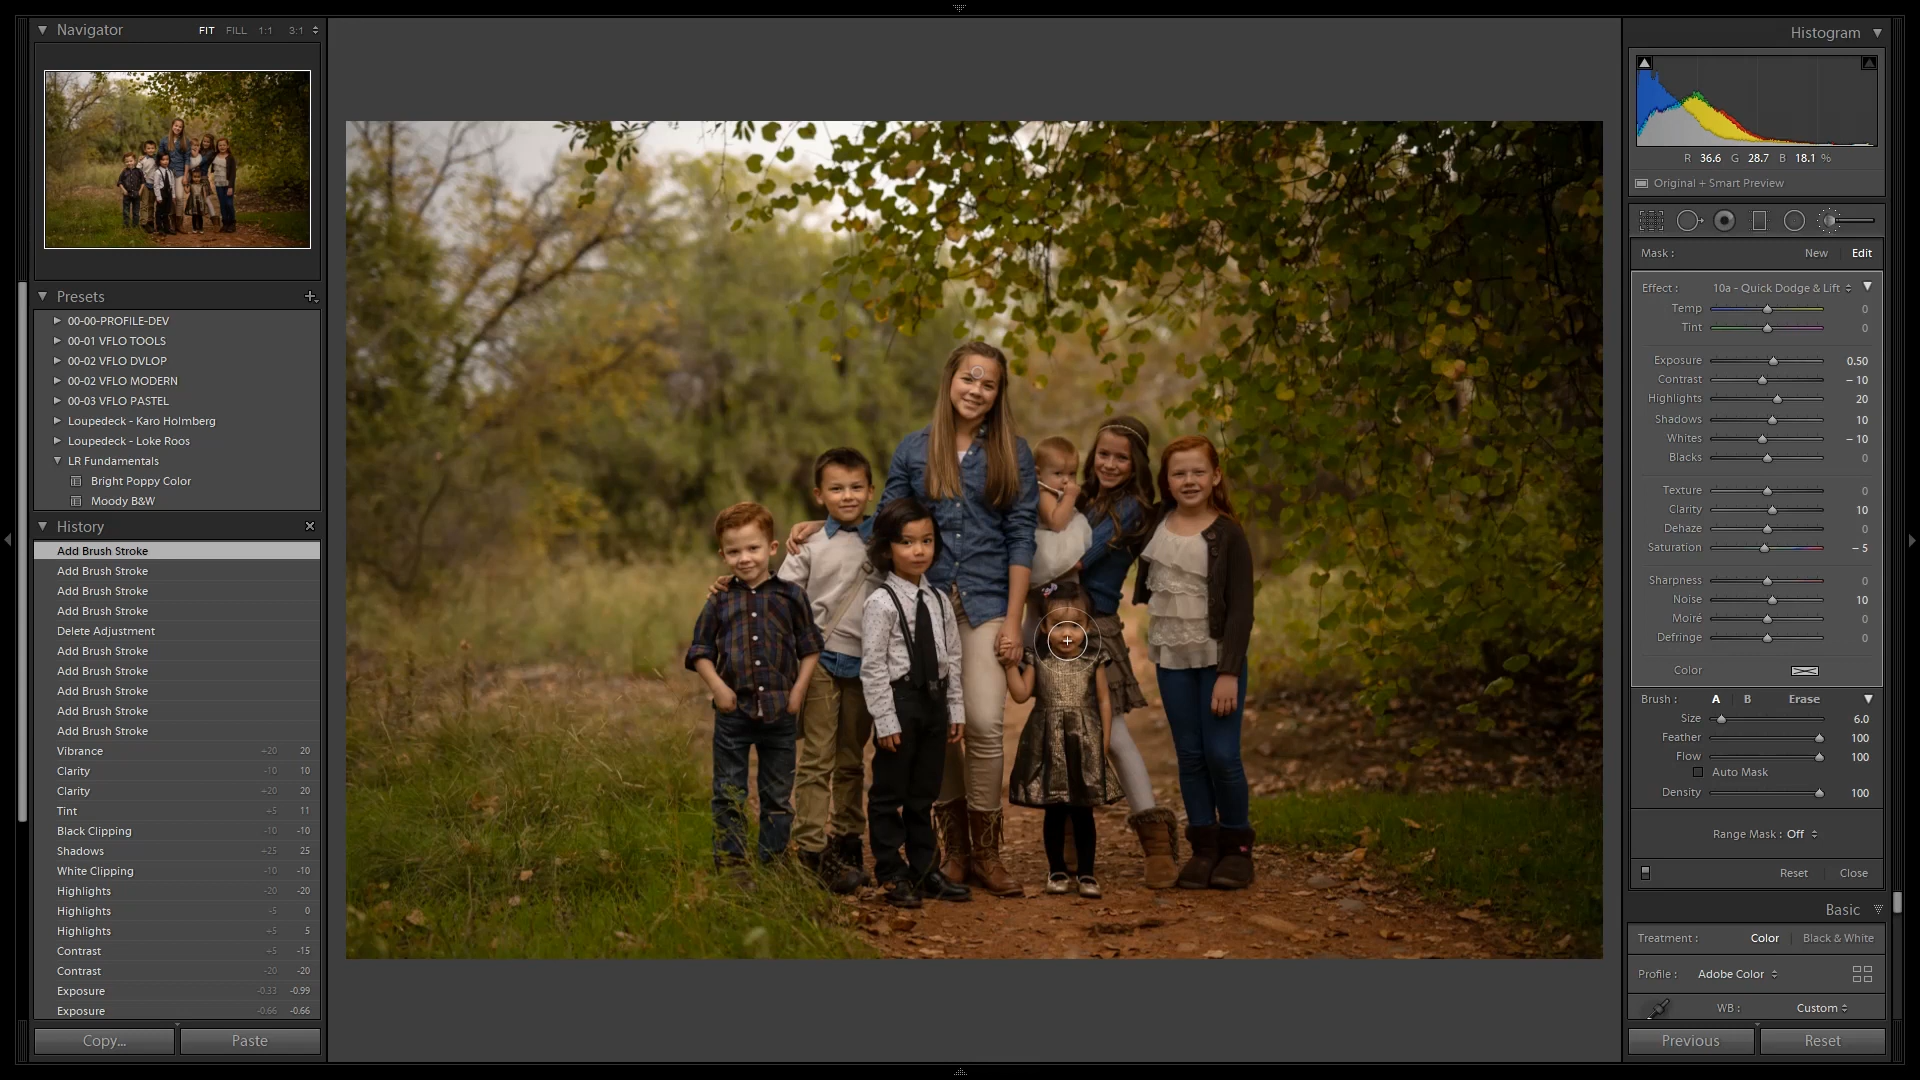 Navigator FIT FILL 1:1 3:1
Presets +
00-00-PROFILE-DEV
00-01 VFLO TOOLS
00-02 VFLO DVLOP
00-02 VFLO MODERN
00-03 VFLO PASTEL
Loupedeck - Karo Holmberg
Loupedeck - Loke Roos
LR Fundamentals
Bright Poppy Color
Moody B&W
History
Add Brush Stroke
Add Brush Stroke
Add Brush Stroke
Add Brush Stroke
Delete Adjustment
Add Brush Stroke
Add Brush Stroke
Add Brush Stroke
Add Brush Stroke
Add Brush Stroke
Vibrance +20 20
Clarity -10 10
Clarity +20 20
Tint +5 11
Black Clipping -10 -10
Shadows +25 25
White Clipping -10 -10
Highlights -20 -20
Highlights -5 0
Highlights +5 5
Contrast +5 -15
Contrast -20 -20
Exposure -0.33 -0.99
Exposure -0.66 -0.66
Copy... Paste
Histogram
R 36.6 G 28.7 B 18.1 %
Original + Smart Preview
Mask : New Edit
Effect : 10a - Quick Dodge & Lift
Temp 0
Tint 0
Exposure 0.50
Contrast – 10
Highlights 20
Shadows 10
Whites – 10
Blacks 0
Texture 0
Clarity 10
Dehaze 0
Saturation – 5
Sharpness 0
Noise 10
Moiré 0
Defringe 0
Color
Brush : A B Erase
Size 6.0
Feather 100
Flow 100
Auto Mask
Density 100
Range Mask : Off
Reset Close
Basic
Treatment : Color Black & White
Profile : Adobe Color
WB : Custom
Previous Reset